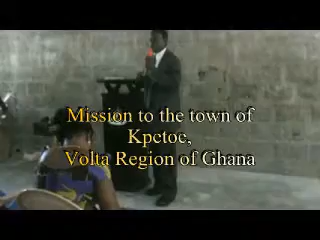 Mission to the town of
Kpetoe,
Volta Region of Ghana